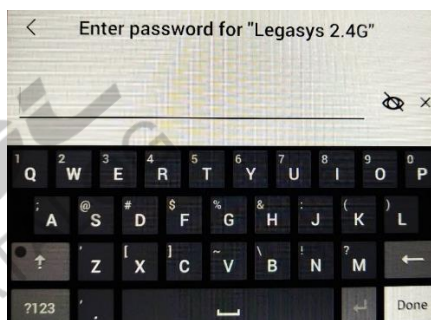 Enter password for "Legasys 2.4G"
1 2 3 4 5 6 7 8 9 0
Q W E R T Y U I O P
; @ # $ % & : ( )
A S D F G H J K L
' [ ] ~ \ ! ?
Z X C V B N M
?123 Done